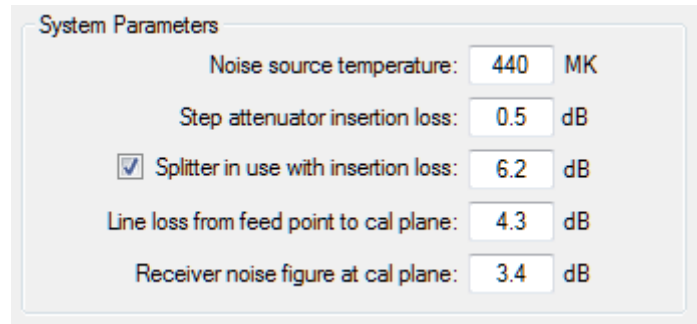 System Parameters
Noise source temperature: 440 MK
Step attenuator insertion loss: 0.5 dB
Splitter in use with insertion loss: 6.2 dB
Line loss from feed point to cal plane: 4.3 dB
Receiver noise figure at cal plane: 3.4 dB